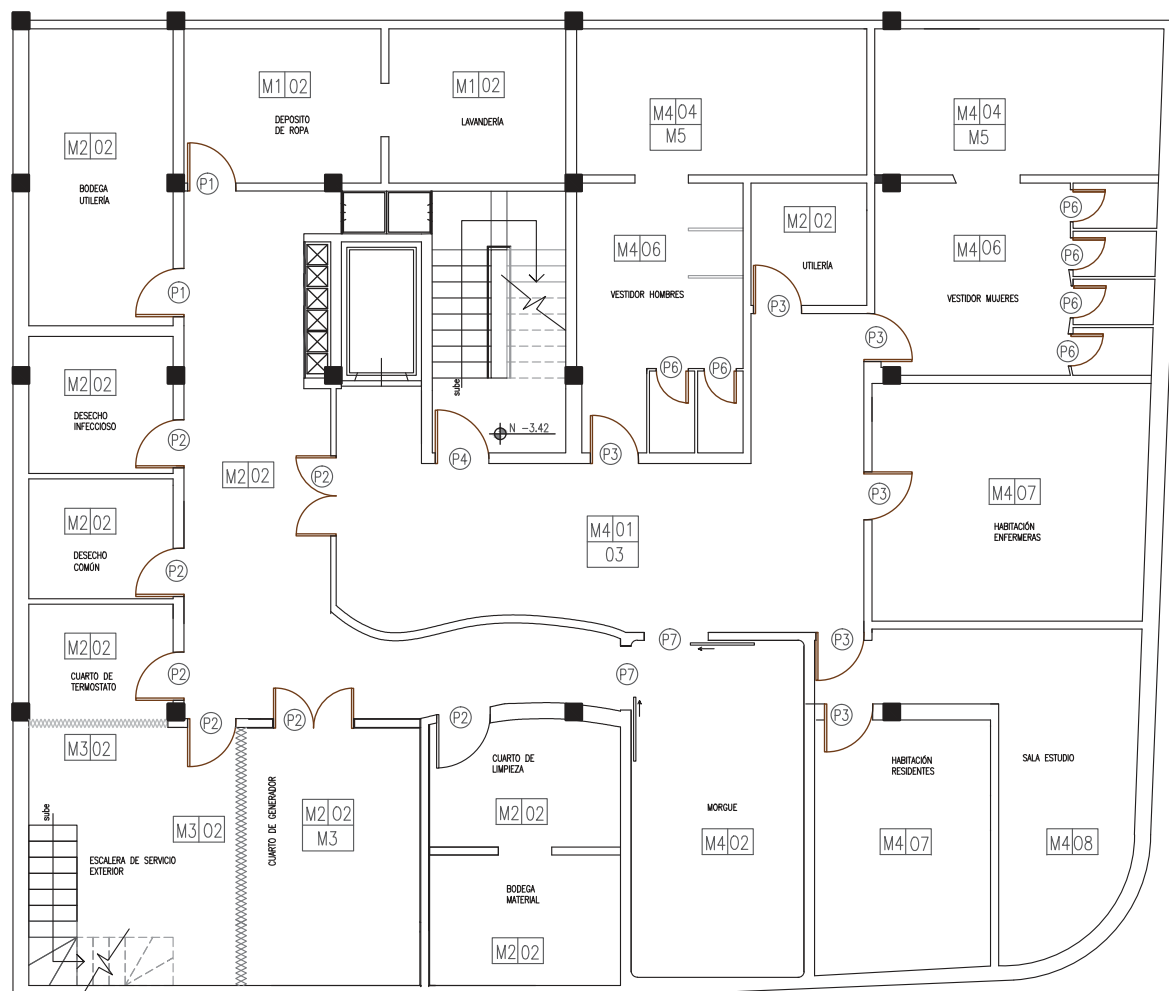 M1 02
DEPOSITO
DE ROPA
M1 02
LAVANDERÍA
M4 04
M5
M4 04
M5
M2 02
BODEGA
UTILERÍA
P1
P1
M2 02
UTILERÍA
M4 06
VESTIDOR HOMBRES
M4 06
VESTIDOR MUJERES
P6
P6
P6
P6
P3
P3
P6
P6
sube
N -3.42
P4
P3
M2 02
DESECHO
INFECCIOSO
P2
M2 02
P2
P3
M4 07
HABITACIÓN
ENFERMERAS
M2 02
DESECHO
COMÚN
P2
M4 01
03
M2 02
CUARTO DE
TERMOSTATO
P2
P7
P3
P7
P2
P2
P2
P3
M3 02
CUARTO DE
LIMPIEZA
M2 02
HABITACIÓN
RESIDENTES
SALA ESTUDIO
sube
M3 02
CUARTO DE GENERADOR
M2 02
M3
MORGUE
M4 02
M4 07
M4 08
ESCALERA DE SERVICIO
EXTERIOR
BODEGA
MATERIAL
M2 02